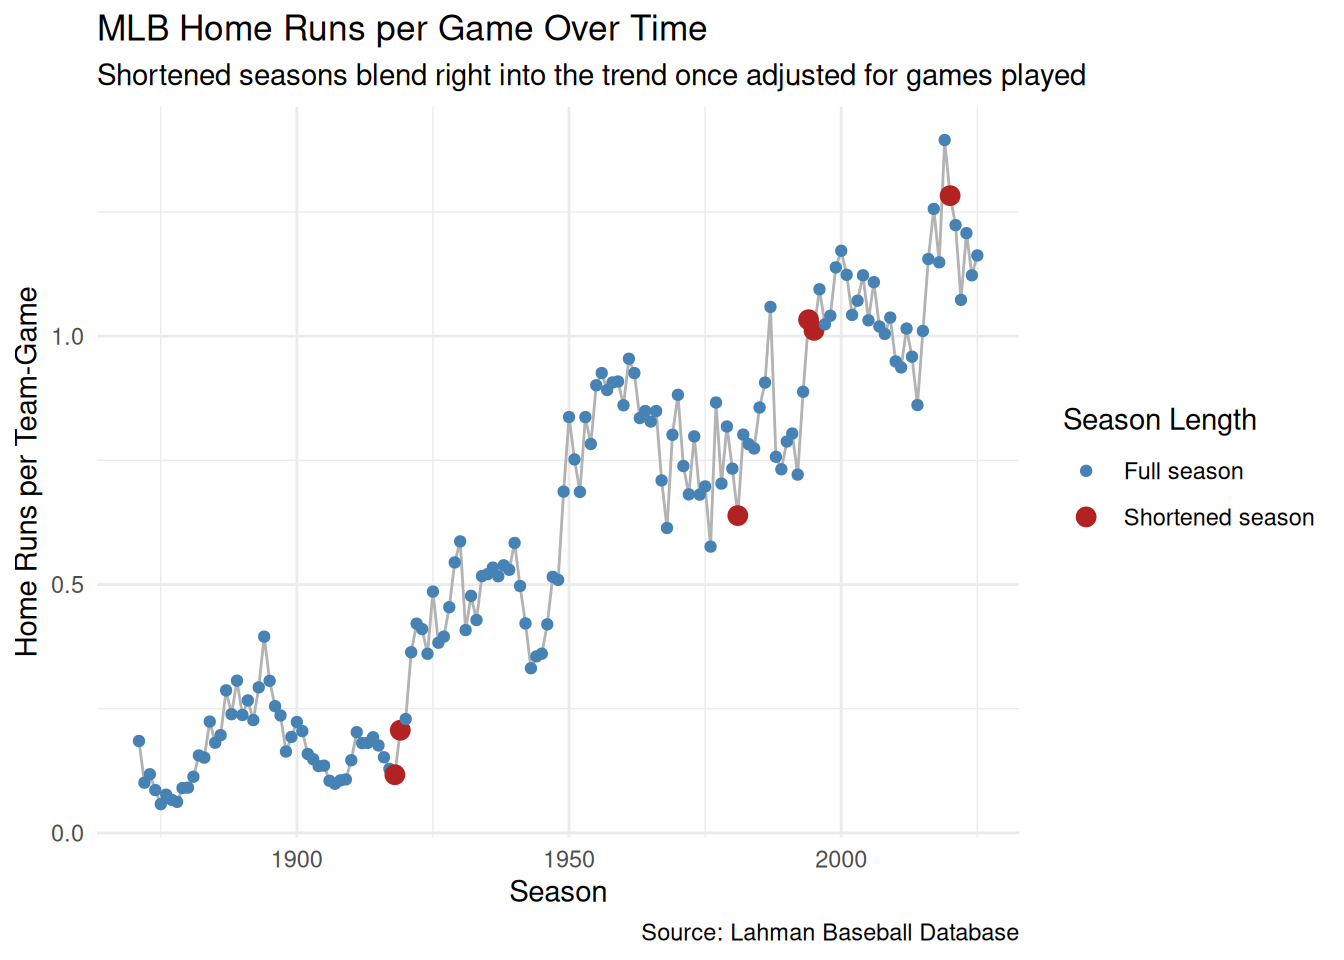 MLB Home Runs per Game Over Time
Shortened seasons blend right into the trend once adjusted for games played
Home Runs per Team-Game
1.0
0.5
0.0
1900
1950
2000
Season
Season Length
Full season
Shortened season
Source: Lahman Baseball Database